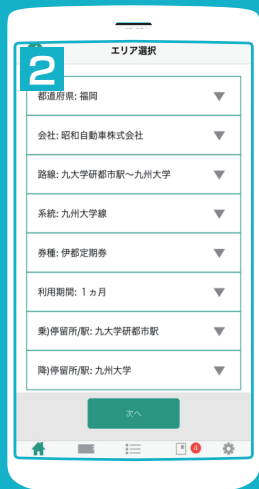 2
エリア選択
都道府県: 福岡
会社: 昭和自動車株式会社
路線: 九大学研都市駅～九州大学
系統: 九州大学線
券種: 伊都定期券
利用期間: 1ヵ月
乗)停留所/駅: 九大学研都市駅
降)停留所/駅: 九州大学
次へ
4